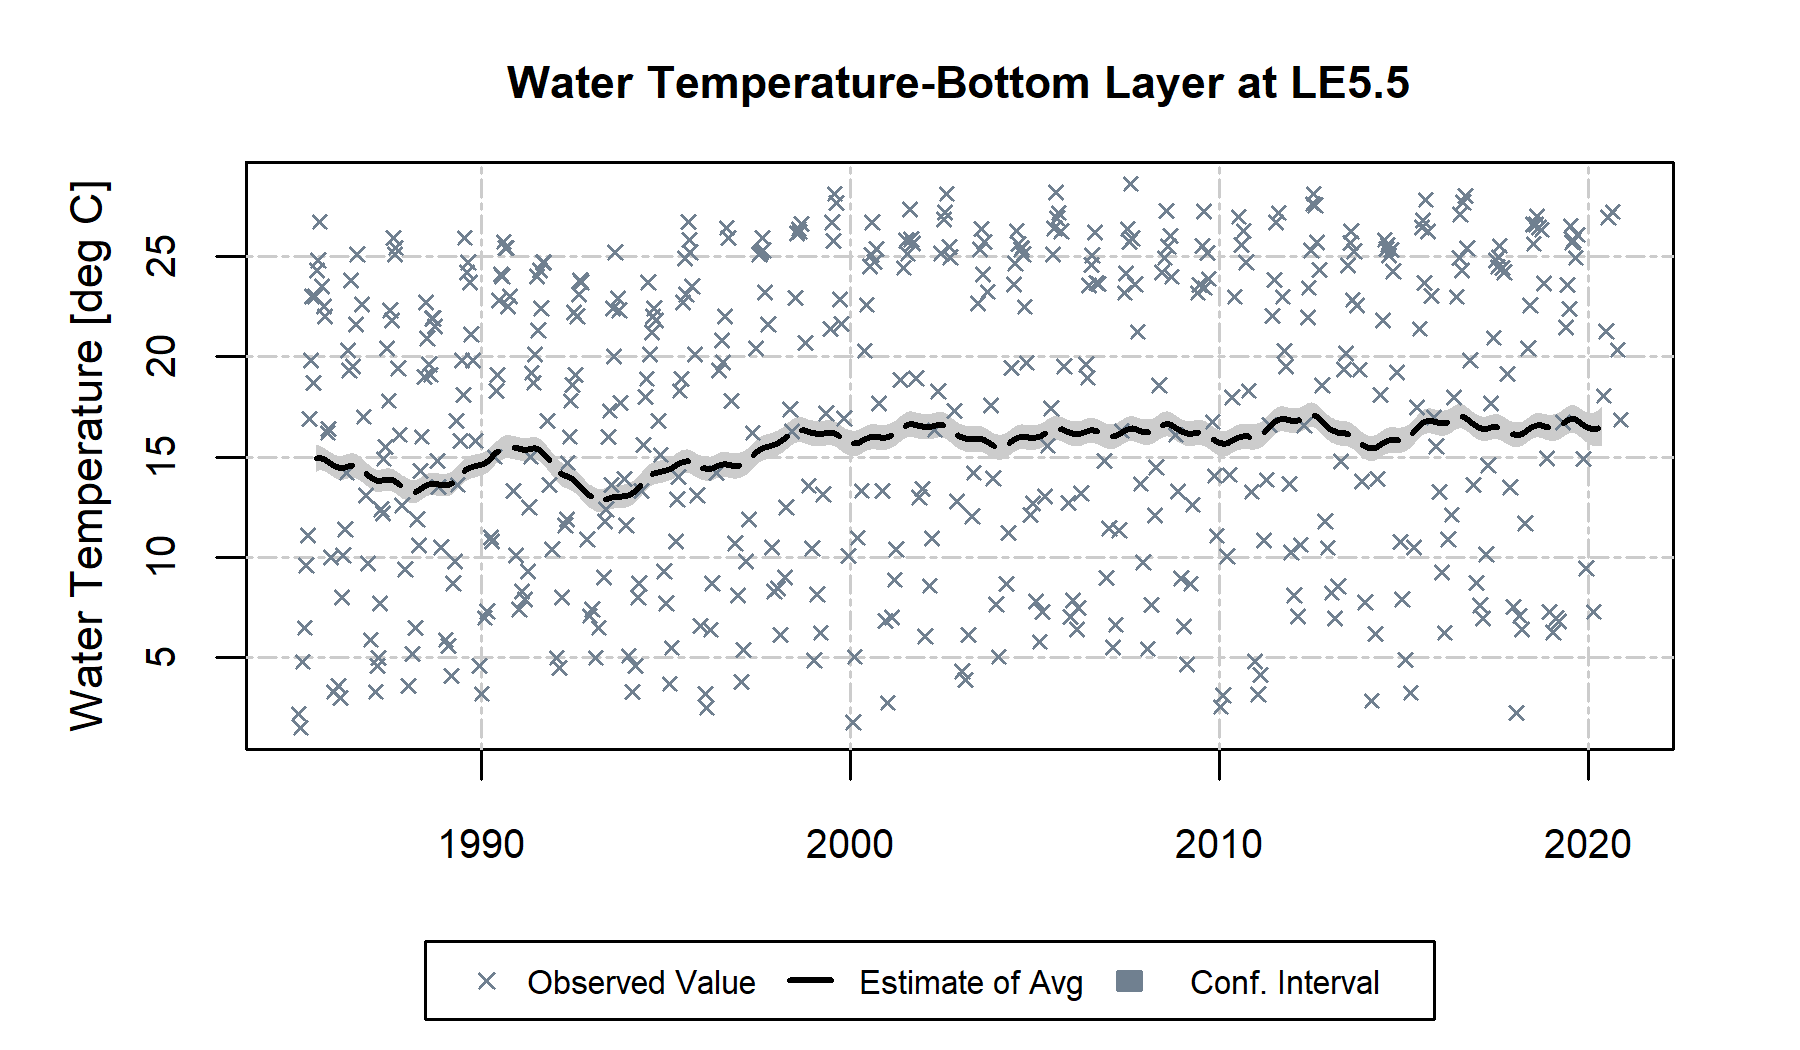 Water Temperature-Bottom Layer at LE5.5
Water Temperature [deg C]
25
20
15
10
5
1990 2000 2010 2020
Observed Value Estimate of Avg Conf. Interval